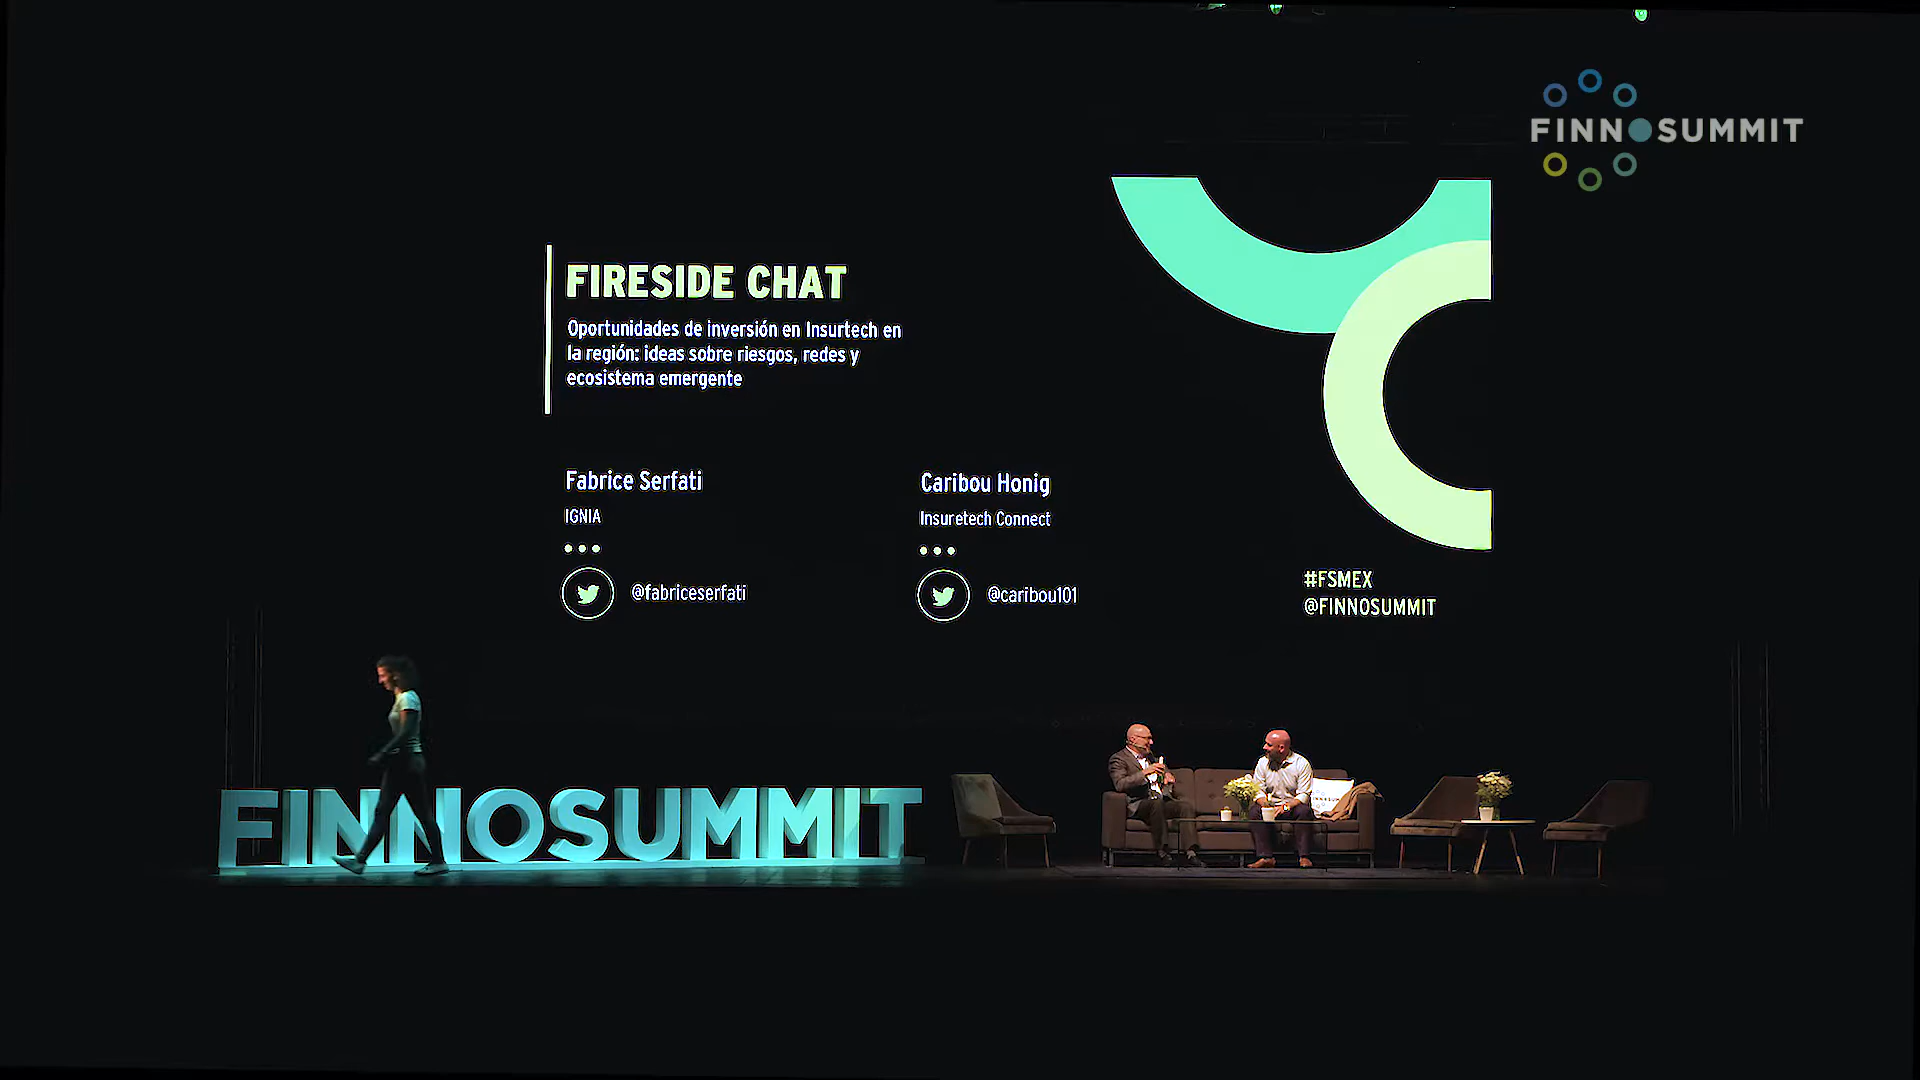 FINNOSUMMIT
FIRESIDE CHAT
Oportunidades de inversión en Insurtech en
la región: ideas sobre riesgos, redes y
ecosistema emergente
Fabrice Serfati
IGNIA
@fabriceserfati
Caribou Honig
Insuretech Connect
@caribou101
#FSMEX
@FINNOSUMMIT
FINNOSUMMIT